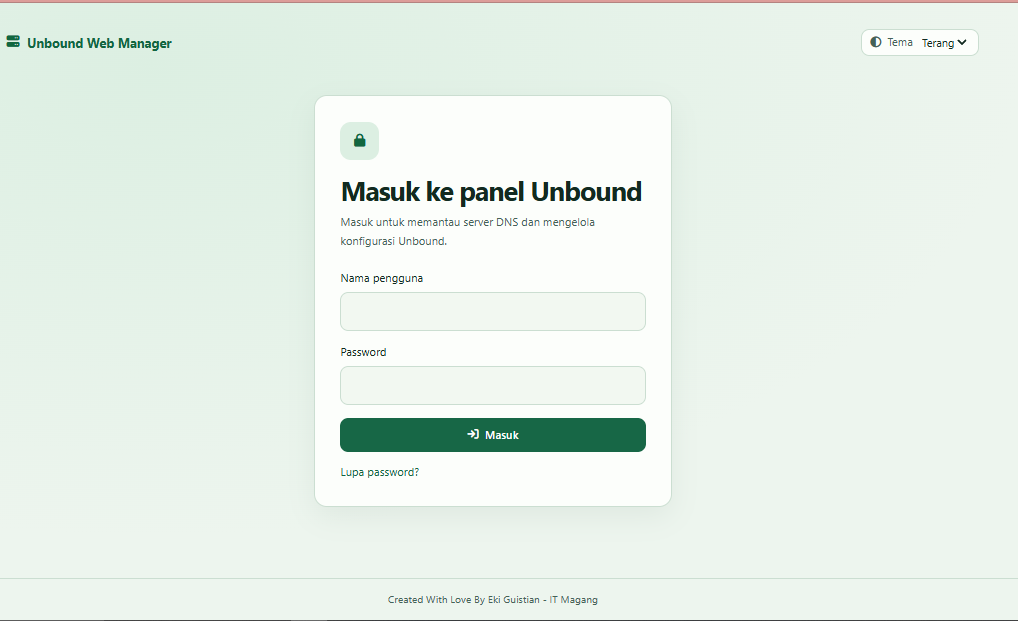 Unbound Web Manager
Tema Terang
Masuk ke panel Unbound
Masuk untuk memantau server DNS dan mengelola
konfigurasi Unbound.
Nama pengguna
Password
Masuk
Lupa password?
Created With Love By Eki Guistian - IT Magang